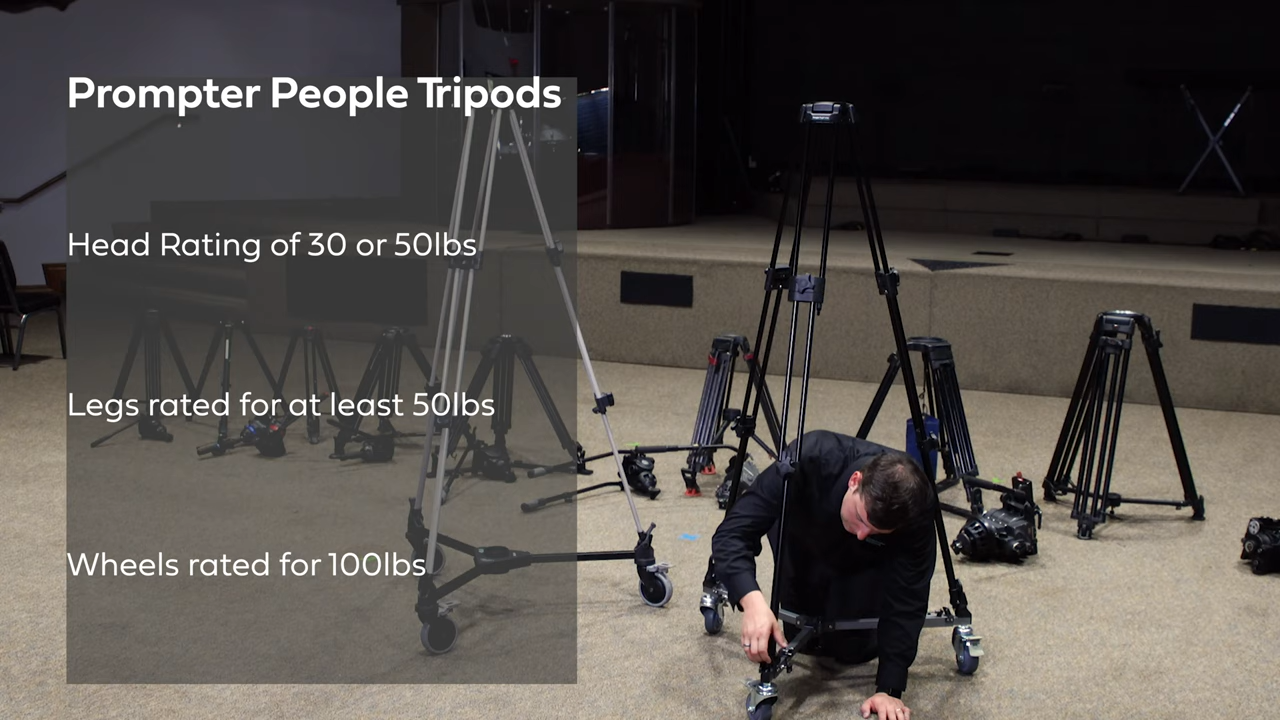 Prompter People Tripods
Head Rating of 30 or 50lbs
Legs rated for at least 50lbs
Wheels rated for 100lbs